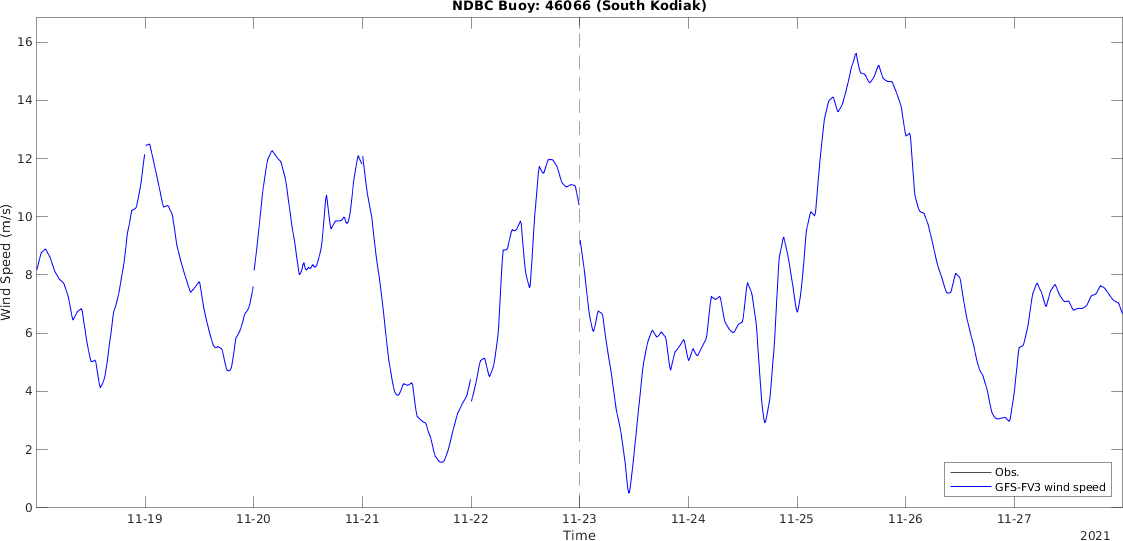 NDBC Buoy: 46066 (South Kodiak)
Wind Speed (m/s)
16
14
12
10
8
6
4
2
0
Obs.
GFS-FV3 wind speed
11-19 11-20 11-21 11-22 11-23 11-24 11-25 11-26 11-27
Time
2021